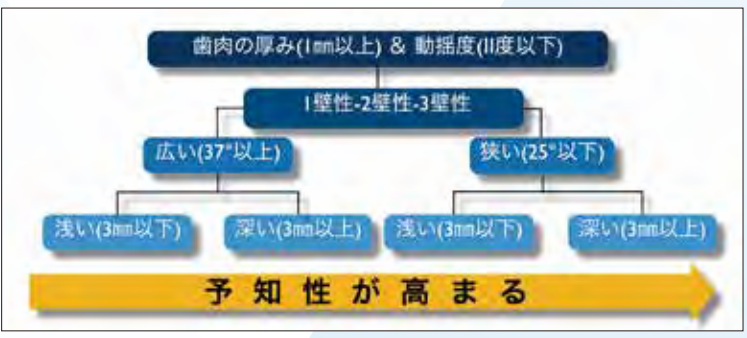 歯肉の厚み(1㎜以上) & 動揺度(II度以下)
1壁性-2壁性-3壁性
広い(37°以上)
狭い(25°以下)
浅い(3㎜以下)
深い(3㎜以上)
浅い(3㎜以下)
深い(3㎜以上)
予知性が高まる